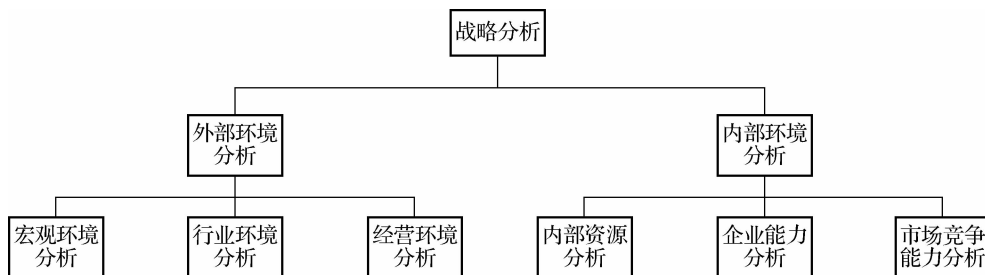 战略分析
外部环境
分析
内部环境
分析
宏观环境
分析
行业环境
分析
经营环境
分析
内部资源
分析
企业能力
分析
市场竞争
能力分析